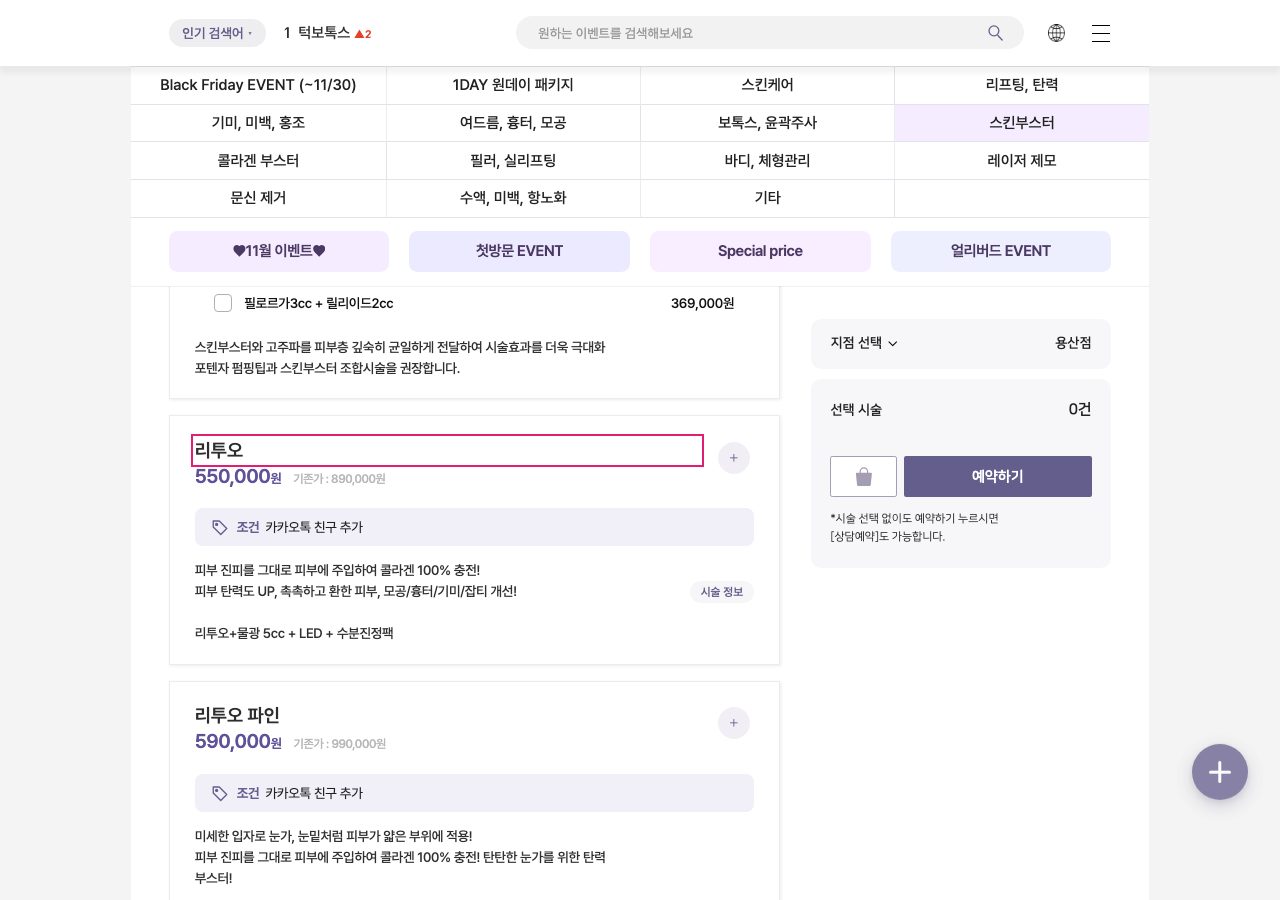 인기 검색어
1 턱보톡스 ▲2
원하는 이벤트를 검색해보세요
Black Friday EVENT (~11/30)
1DAY 원데이 패키지
스킨케어
리프팅, 탄력
기미, 미백, 홍조
여드름, 흉터, 모공
보톡스, 윤곽주사
스킨부스터
콜라겐 부스터
필러, 실리프팅
바디, 체형관리
레이저 제모
문신 제거
수액, 미백, 항노화
기타
♥11월 이벤트♥
첫방문 EVENT
Special price
얼리버드 EVENT
필로르가3cc + 릴리이드2cc 369,000원
스킨부스터와 고주파를 피부층 깊숙히 균일하게 전달하여 시술효과를 더욱 극대화
포텐자 펌핑팁과 스킨부스터 조합시술을 권장합니다.
리투오
550,000원 기존가 : 890,000원
조건 카카오톡 친구 추가
피부 진피를 그대로 피부에 주입하여 콜라겐 100% 충전!
피부 탄력도 UP, 촉촉하고 환한 피부, 모공/흉터/기미/잡티 개선!
시술 정보
리투오+물광 5cc + LED + 수분진정팩
리투오 파인
590,000원 기존가 : 990,000원
조건 카카오톡 친구 추가
미세한 입자로 눈가, 눈밑처럼 피부가 얇은 부위에 적용!
피부 진피를 그대로 피부에 주입하여 콜라겐 100% 충전! 탄탄한 눈가를 위한 탄력
부스터!
지점 선택 용산점
선택 시술 0건
예약하기
*시술 선택 없이도 예약하기 누르시면
[상담예약]도 가능합니다.